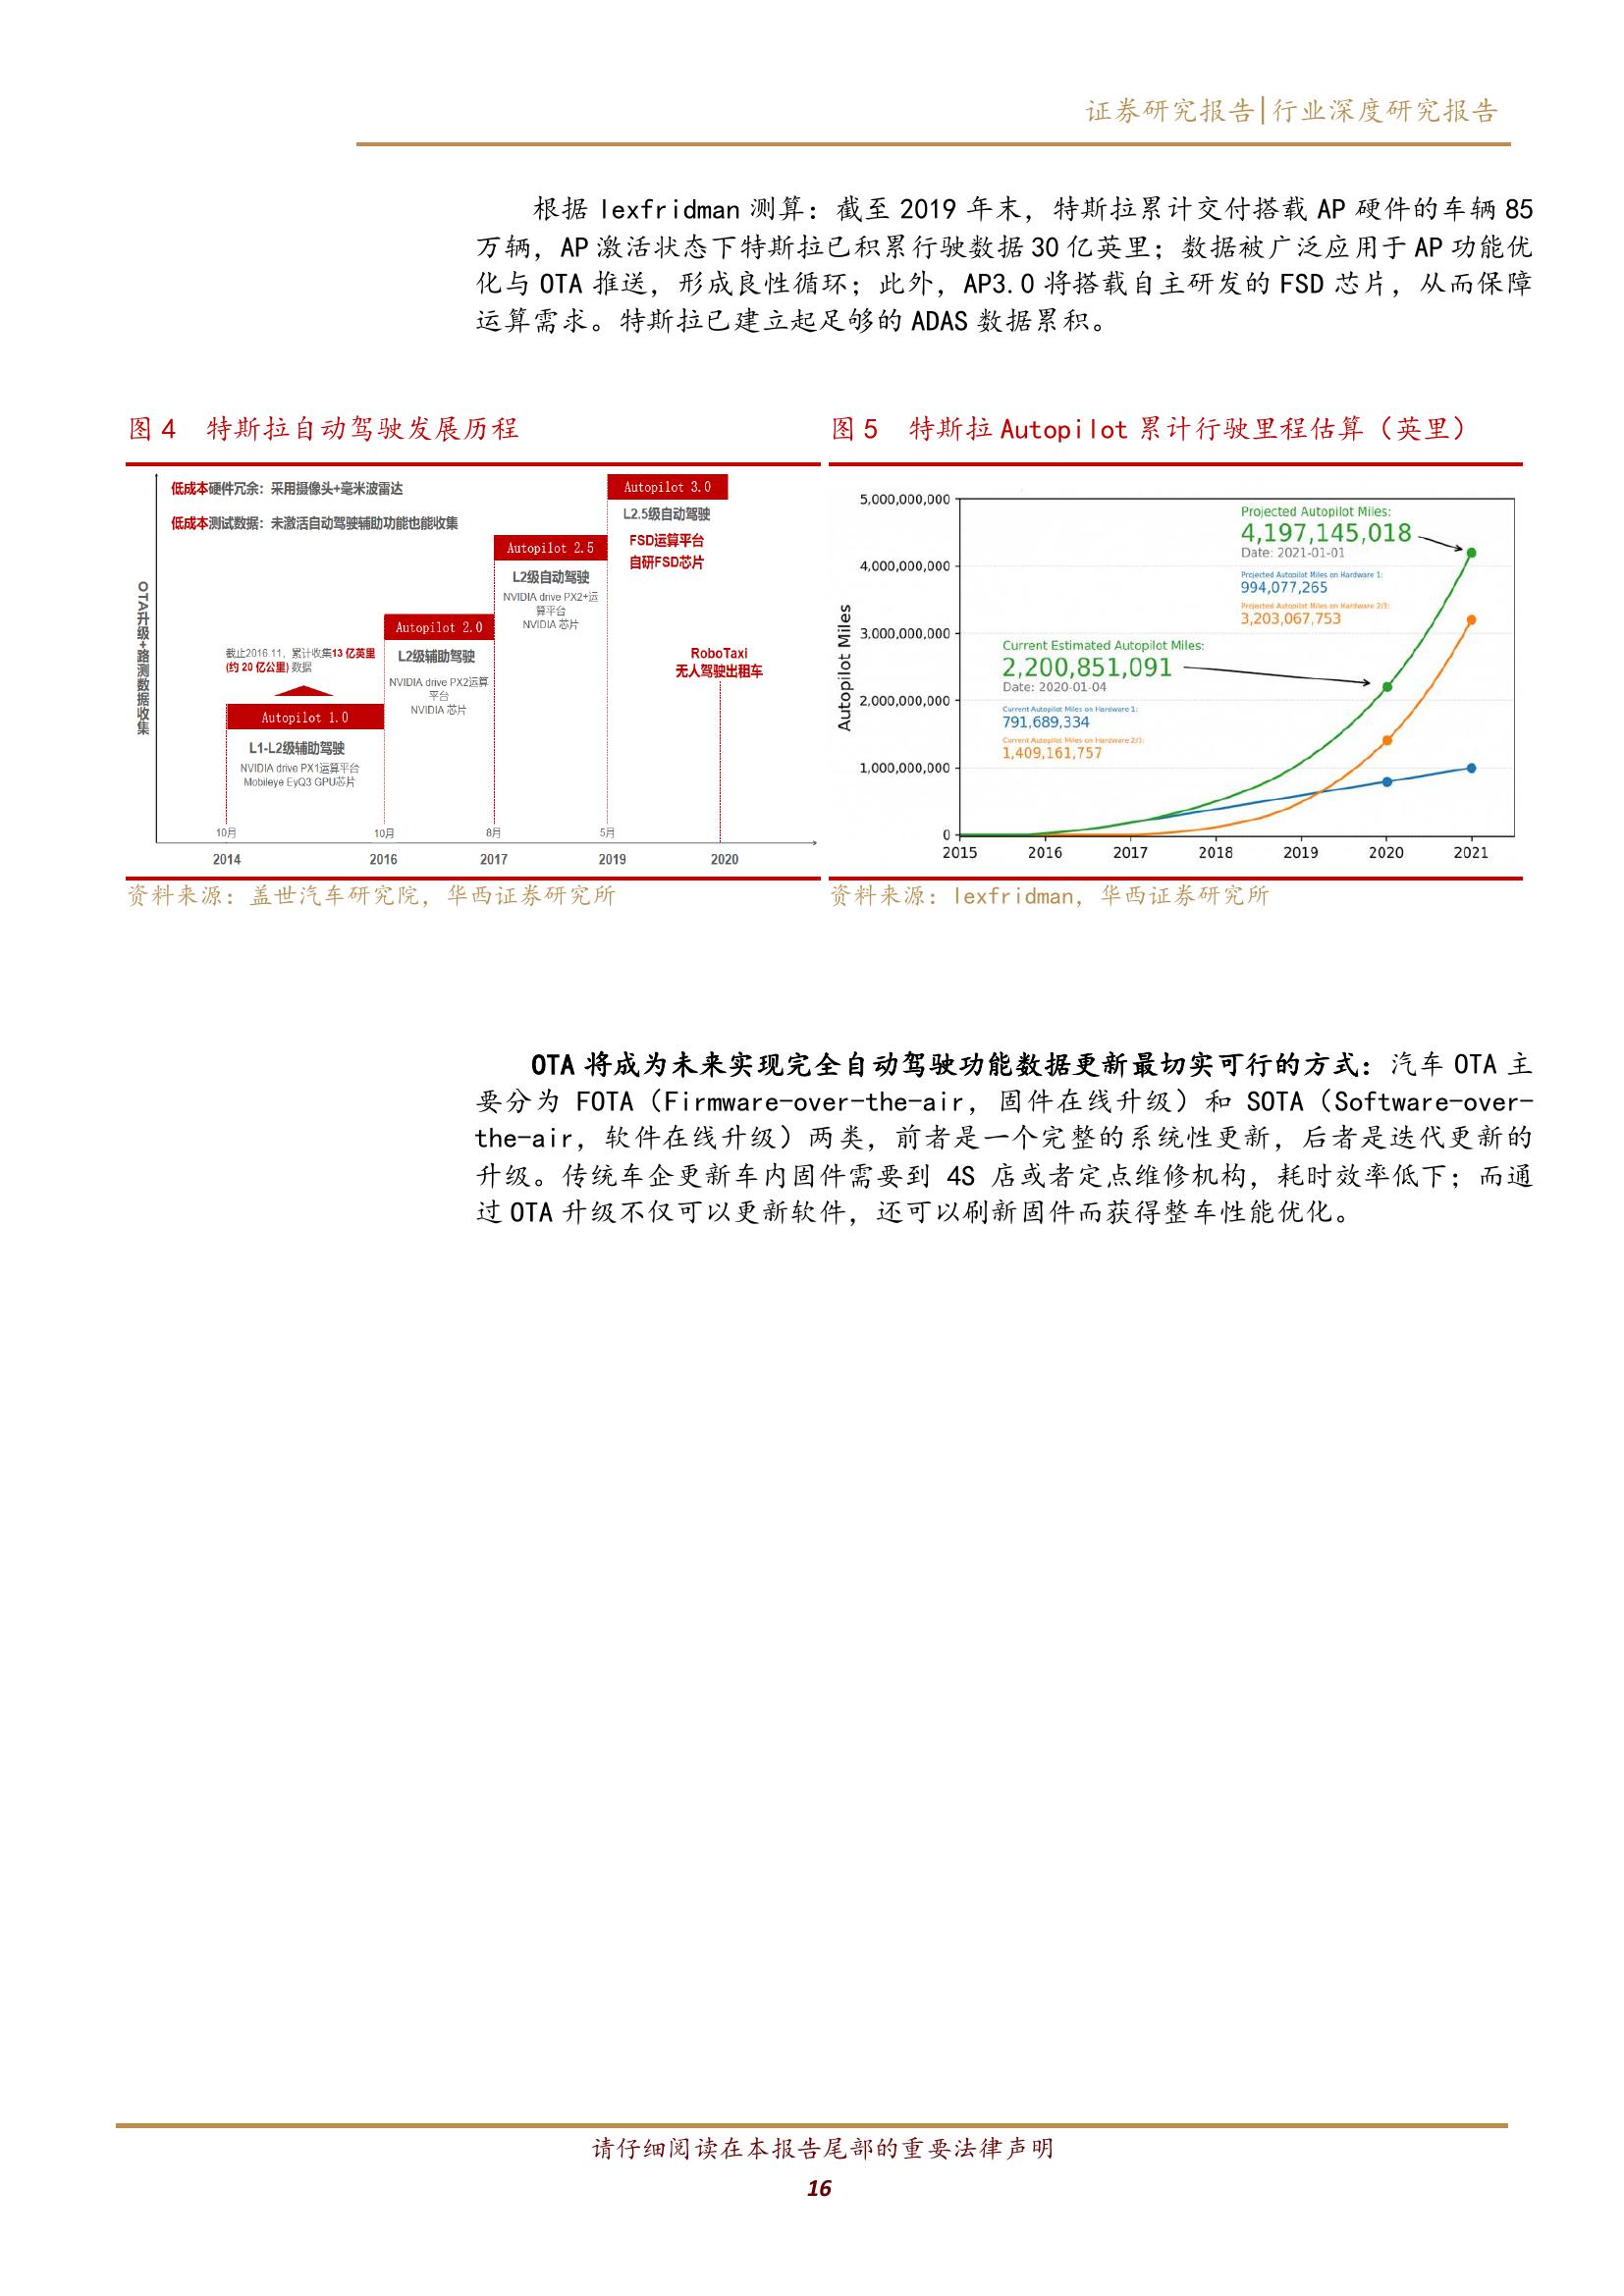 证券研究报告|行业深度研究报告
根据 lexfridman 测算：截至 2019 年末，特斯拉累计交付搭载 AP 硬件的车辆 85
万辆，AP 激活状态下特斯拉已积累行驶数据 30 亿英里；数据被广泛应用于 AP 功能优
化与 OTA 推送，形成良性循环；此外，AP3.0 将搭载自主研发的 FSD 芯片，从而保障
运算需求。特斯拉已建立起足够的 ADAS 数据累积。
图 4 特斯拉自动驾驶发展历程
低成本硬件冗余：采用摄像头+毫米波雷达
低成本测试数据：未激活自动驾驶辅助功能也能收集
OTA升级+路测数据收集
截止2016.11，累计收集13 亿英里
(约 20 亿公里) 数据
Autopilot 1.0
L1-L2级辅助驾驶
NVIDIA drive PX1运算平台
Mobileye EyQ3 GPU芯片
Autopilot 2.0
L2级辅助驾驶
NVIDIA drive PX2运算
平台
NVIDIA 芯片
Autopilot 2.5
L2级自动驾驶
NVIDIA drive PX2+运
算平台
NVIDIA 芯片
Autopilot 3.0
L2.5级自动驾驶
FSD运算平台
自研FSD芯片
RoboTaxi
无人驾驶出租车
10月 10月 8月 5月
2014 2016 2017 2019 2020
资料来源：盖世汽车研究院，华西证券研究所
图 5 特斯拉 Autopilot 累计行驶里程估算（英里）
Autopilot Miles
5,000,000,000
4,000,000,000
3,000,000,000
2,000,000,000
1,000,000,000
0
Projected Autopilot Miles:
4,197,145,018
Date: 2021-01-01
Projected Autopilot Miles on Hardware 1:
994,077,265
Projected Autopilot Miles on Hardware 2/3:
3,203,067,753
Current Estimated Autopilot Miles:
2,200,851,091
Date: 2020-01-04
Current Autopilot Miles on Hardware 1:
791,689,334
Current Autopilot Miles on Hardware 2/3:
1,409,161,757
2015 2016 2017 2018 2019 2020 2021
资料来源：lexfridman，华西证券研究所
OTA 将成为未来实现完全自动驾驶功能数据更新最切实可行的方式：汽车 OTA 主
要分为 FOTA（Firmware-over-the-air，固件在线升级）和 SOTA（Software-over-
the-air，软件在线升级）两类，前者是一个完整的系统性更新，后者是迭代更新的
升级。传统车企更新车内固件需要到 4S 店或者定点维修机构，耗时效率低下；而通
过 OTA 升级不仅可以更新软件，还可以刷新固件而获得整车性能优化。
请仔细阅读在本报告尾部的重要法律声明
16